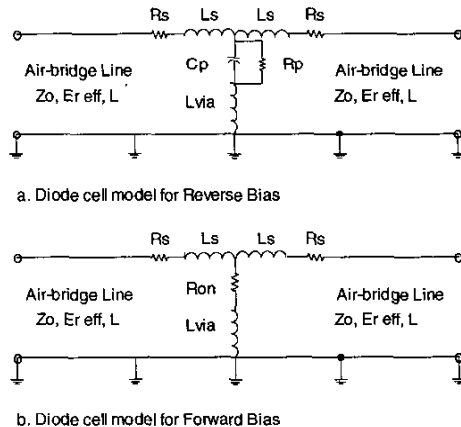 Rs Ls Ls Rs
Cp Rp
Air-bridge Line Air-bridge Line
Zo, Er eff, L Zo, Er eff, L
Lvia
a. Diode cell model for Reverse Bias
Rs Ls Ls Rs
Ron
Air-bridge Line Lvia Air-bridge Line
Zo, Er eff, L Zo, Er eff, L
b. Diode cell model for Forward Bias